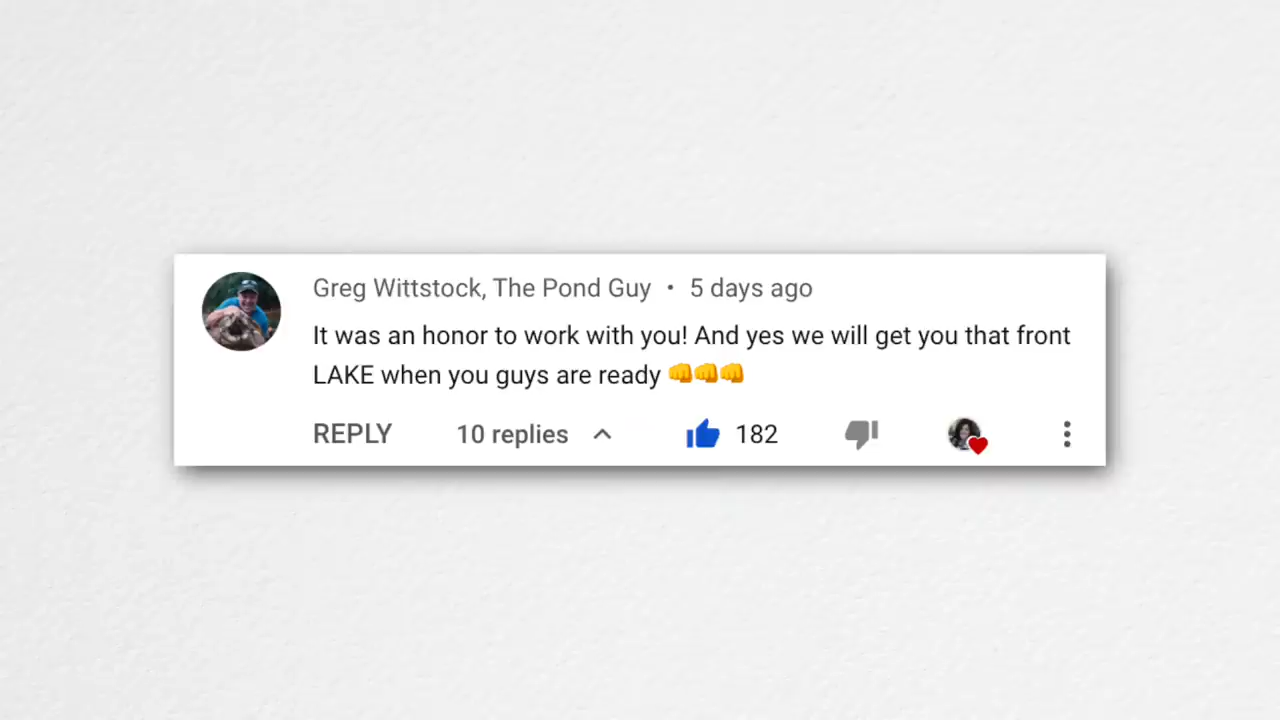 Greg Wittstock, The Pond Guy • 5 days ago
It was an honor to work with you! And yes we will get you that front
LAKE when you guys are ready 👊👊👊
REPLY 10 replies 182